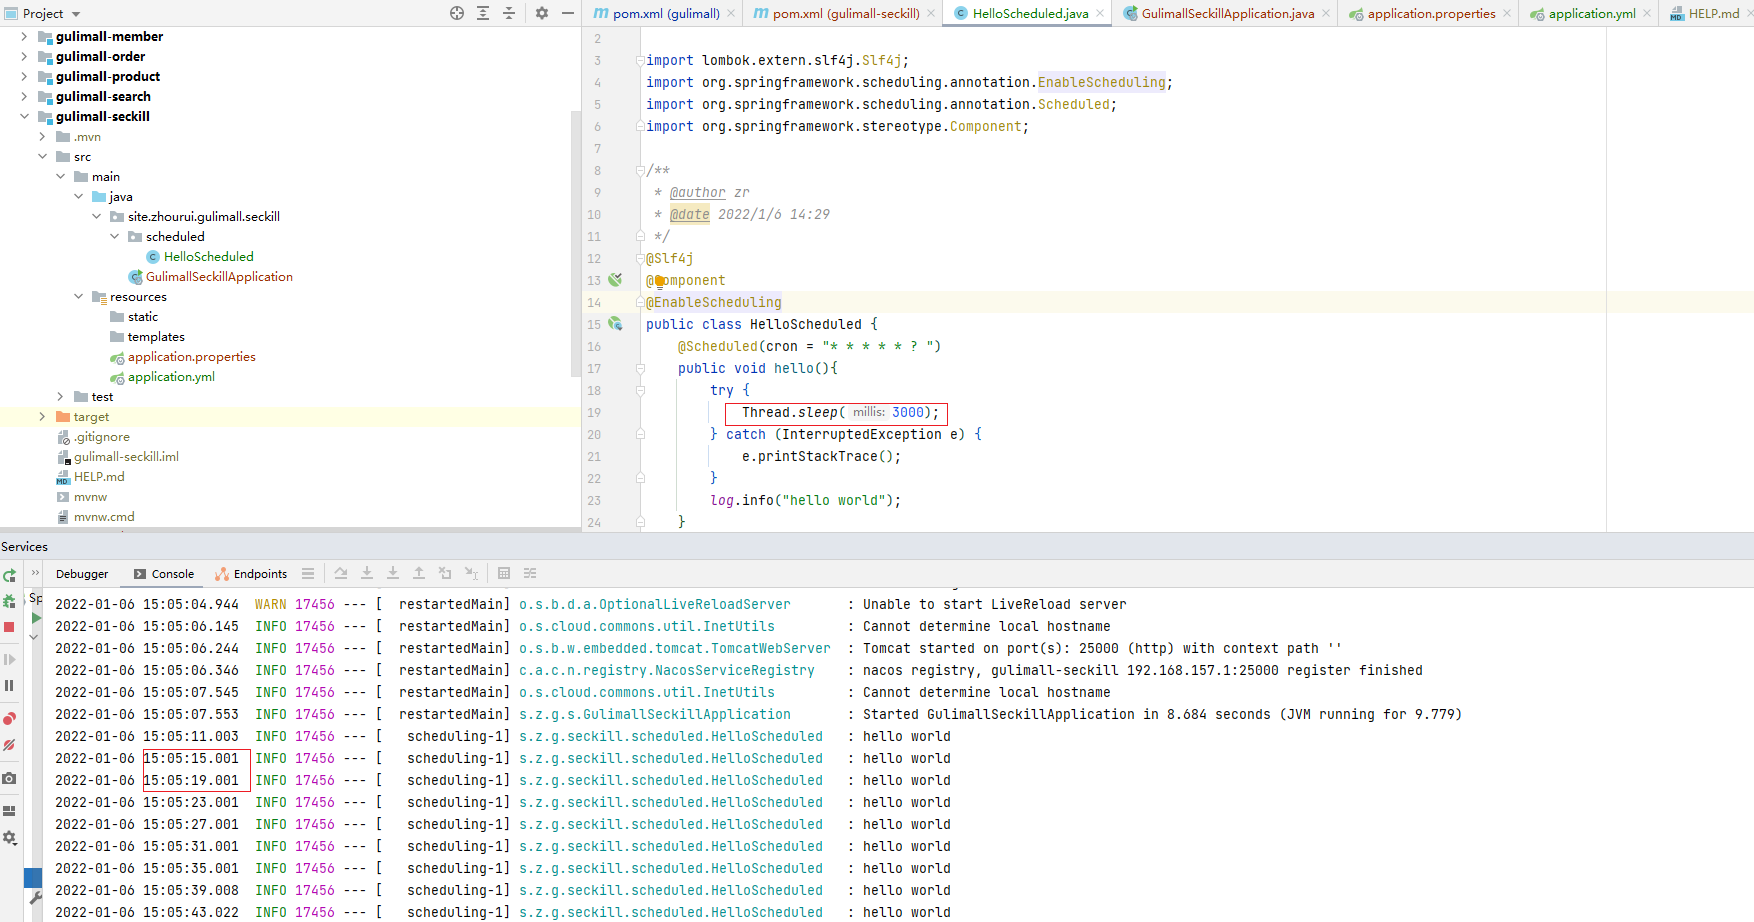 Project
pom.xml (gulimall)
pom.xml (gulimall-seckill)
HelloScheduled.java
GulimallSeckillApplication.java
application.properties
application.yml
HELP.md
gulimall-member
gulimall-order
gulimall-product
gulimall-search
gulimall-seckill
.mvn
src
main
java
site.zhourui.gulimall.seckill
scheduled
HelloScheduled
GulimallSeckillApplication
resources
static
templates
application.properties
application.yml
test
target
.gitignore
gulimall-seckill.iml
HELP.md
mvnw
mvnw.cmd
2
3 import lombok.extern.slf4j.Slf4j;
4 import org.springframework.scheduling.annotation.EnableScheduling;
5 import org.springframework.scheduling.annotation.Scheduled;
6 import org.springframework.stereotype.Component;
7
8 /**
9 * @author zr
10 * @date 2022/1/6 14:29
11 */
12 @Slf4j
13 @Component
14 @EnableScheduling
15 public class HelloScheduled {
16 @Scheduled(cron = "* * * * * ? ")
17 public void hello(){
18 try {
19 Thread.sleep( millis: 3000);
20 } catch (InterruptedException e) {
21 e.printStackTrace();
22 }
23 log.info("hello world");
24 }
Services
Debugger Console Endpoints
Sp
2022-01-06 15:05:04.944 WARN 17456 --- [ restartedMain] o.s.b.d.a.OptionalLiveReloadServer : Unable to start LiveReload server
2022-01-06 15:05:06.145 INFO 17456 --- [ restartedMain] o.s.cloud.commons.util.InetUtils : Cannot determine local hostname
2022-01-06 15:05:06.244 INFO 17456 --- [ restartedMain] o.s.b.w.embedded.tomcat.TomcatWebServer : Tomcat started on port(s): 25000 (http) with context path ''
2022-01-06 15:05:06.346 INFO 17456 --- [ restartedMain] c.a.c.n.registry.NacosServiceRegistry : nacos registry, gulimall-seckill 192.168.157.1:25000 register finished
2022-01-06 15:05:07.545 INFO 17456 --- [ restartedMain] o.s.cloud.commons.util.InetUtils : Cannot determine local hostname
2022-01-06 15:05:07.553 INFO 17456 --- [ restartedMain] s.z.g.s.GulimallSeckillApplication : Started GulimallSeckillApplication in 8.684 seconds (JVM running for 9.779)
2022-01-06 15:05:11.003 INFO 17456 --- [ scheduling-1] s.z.g.seckill.scheduled.HelloScheduled : hello world
2022-01-06 15:05:15.001 INFO 17456 --- [ scheduling-1] s.z.g.seckill.scheduled.HelloScheduled : hello world
2022-01-06 15:05:19.001 INFO 17456 --- [ scheduling-1] s.z.g.seckill.scheduled.HelloScheduled : hello world
2022-01-06 15:05:23.001 INFO 17456 --- [ scheduling-1] s.z.g.seckill.scheduled.HelloScheduled : hello world
2022-01-06 15:05:27.001 INFO 17456 --- [ scheduling-1] s.z.g.seckill.scheduled.HelloScheduled : hello world
2022-01-06 15:05:31.001 INFO 17456 --- [ scheduling-1] s.z.g.seckill.scheduled.HelloScheduled : hello world
2022-01-06 15:05:35.001 INFO 17456 --- [ scheduling-1] s.z.g.seckill.scheduled.HelloScheduled : hello world
2022-01-06 15:05:39.008 INFO 17456 --- [ scheduling-1] s.z.g.seckill.scheduled.HelloScheduled : hello world
2022-01-06 15:05:43.022 INFO 17456 --- [ scheduling-1] s.z.g.seckill.scheduled.HelloScheduled : hello world